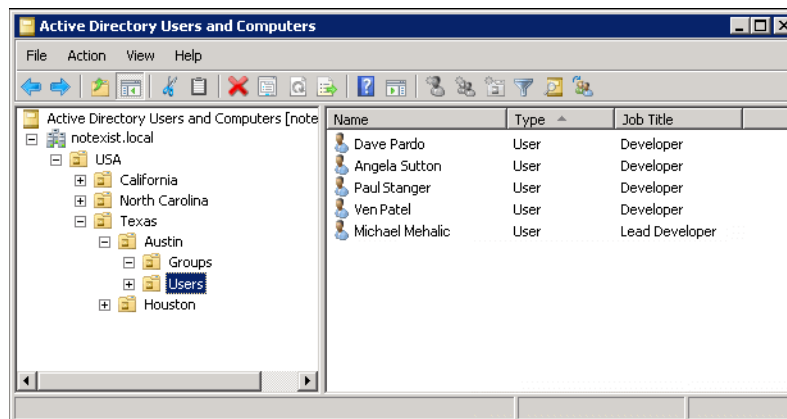 Active Directory Users and Computers
File Action View Help
Active Directory Users and Computers [note
notexist.local
USA
California
North Carolina
Texas
Austin
Groups
Users
Houston
Name Type Job Title
Dave Pardo User Developer
Angela Sutton User Developer
Paul Stanger User Developer
Ven Patel User Developer
Michael Mehalic User Lead Developer